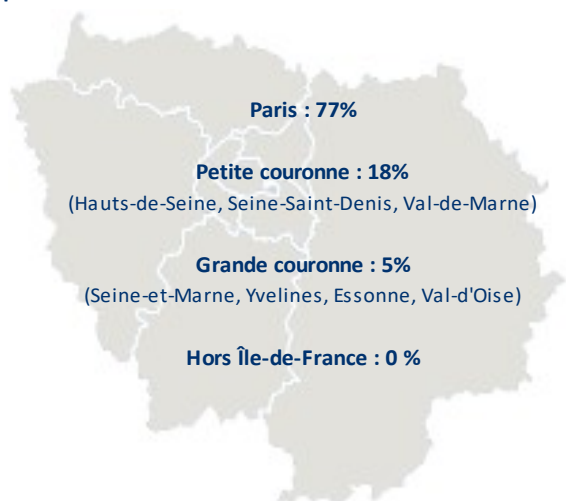 Paris : 77%
Petite couronne : 18%
(Hauts-de-Seine, Seine-Saint-Denis, Val-de-Marne)
Grande couronne : 5%
(Seine-et-Marne, Yvelines, Essonne, Val-d'Oise)
Hors Île-de-France : 0 %